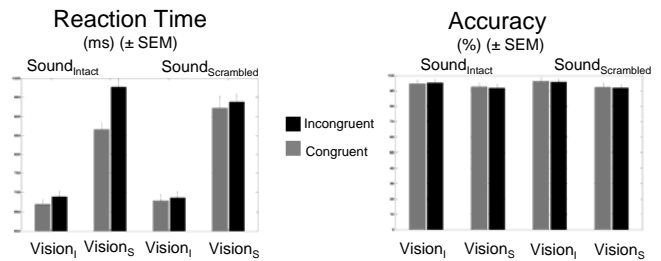 Reaction Time
(ms) (± SEM)
Sound_Intact Sound_Scrambled
Vision_I Vision_S Vision_I Vision_S
Incongruent
Congruent
Accuracy
(%) (± SEM)
Sound_Intact Sound_Scrambled
Vision_I Vision_S Vision_I Vision_S